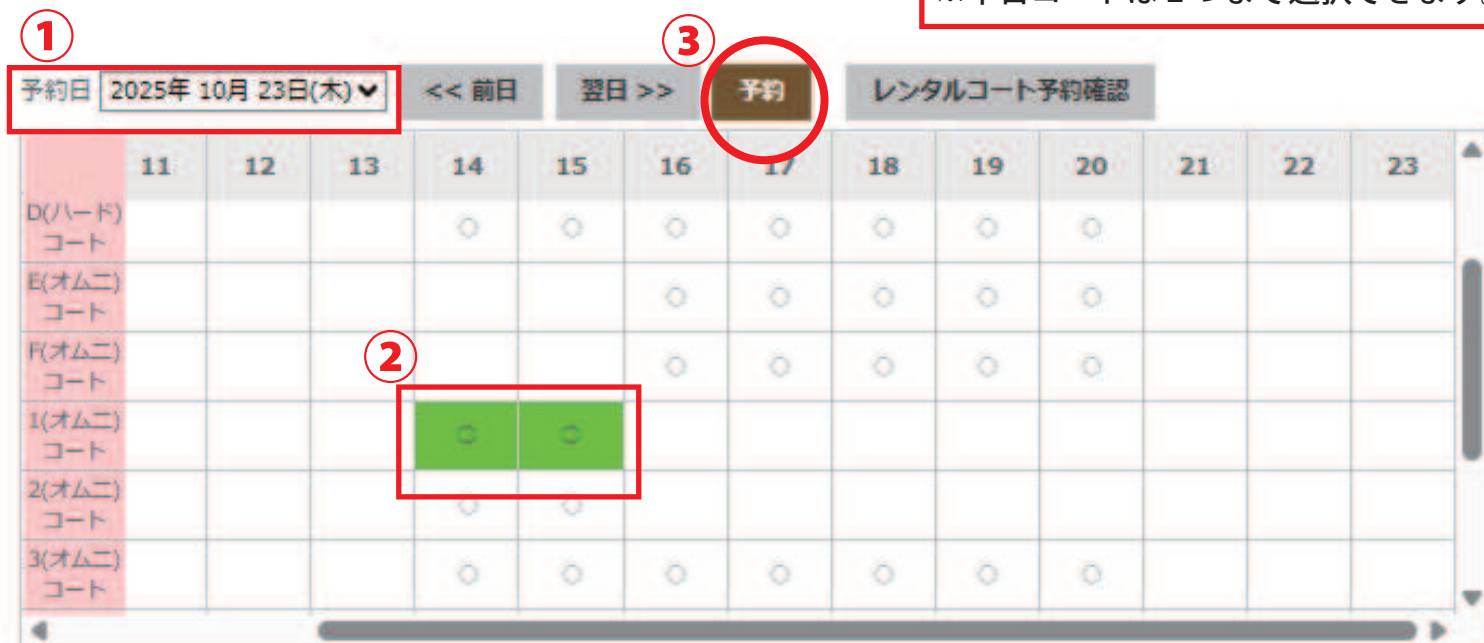 ①
③
予約日 2025年 10月 23日(木) << 前日 翌日 >> 予約 レンタルコート予約確認
11 12 13 14 15 16 17 18 19 20 21 22 23
D(ハード)
コート ○ ○ ○ ○ ○ ○ ○
E(オムニ)
コート ○ ○ ○ ○ ○
F(オムニ)
コート ○ ○ ○ ○ ○
②
1(オムニ)
コート ○ ○
2(オムニ)
コート ○ ○
3(オムニ)
コート ○ ○ ○ ○ ○ ○ ○